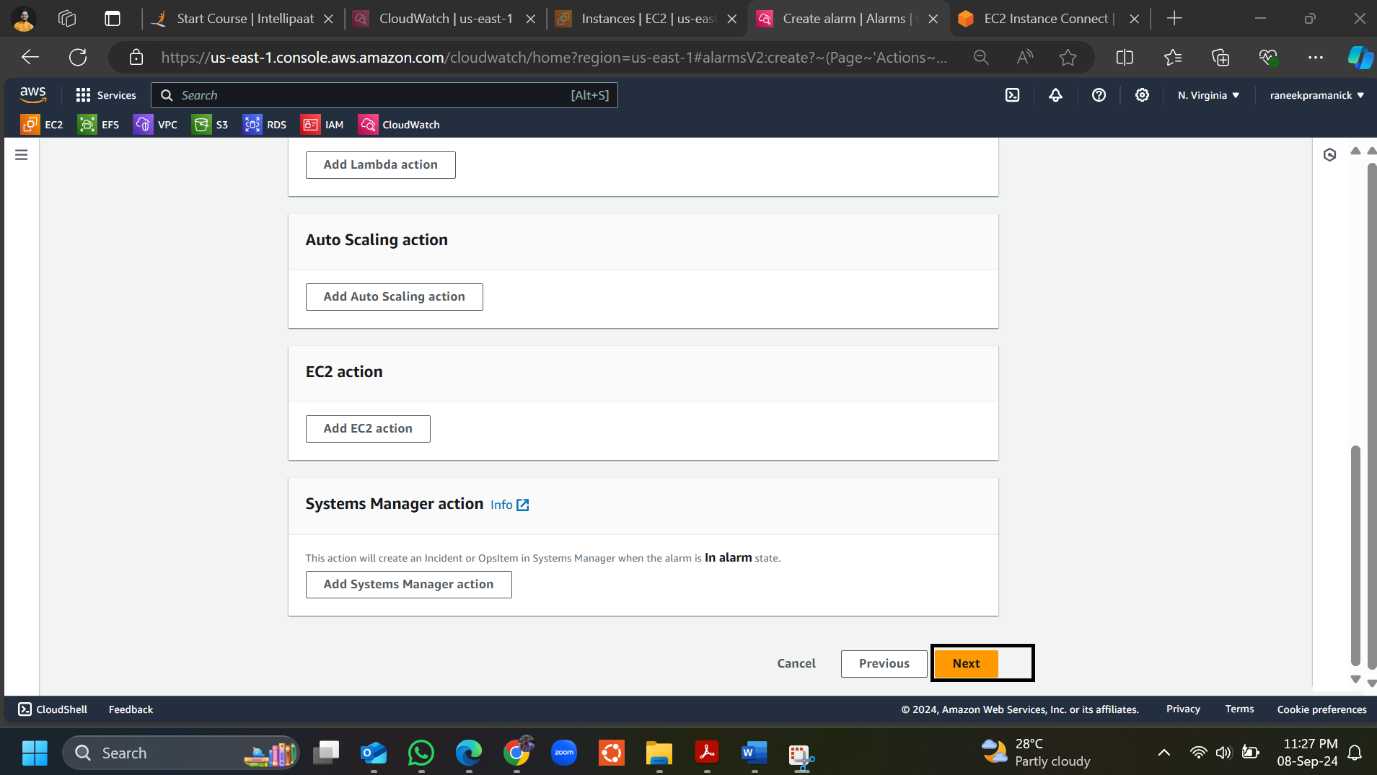 Start Course | Intellipaat
CloudWatch | us-east-1
Instances | EC2 | us-east
Create alarm | Alarms |
EC2 Instance Connect |
https://us-east-1.console.aws.amazon.com/cloudwatch/home?region=us-east-1#alarmsV2:create?~(Page~'Actions~...
aws
Services
Search
[Alt+S]
N. Virginia
raneekpramanick
EC2
EFS
VPC
S3
RDS
IAM
CloudWatch
Add Lambda action
Auto Scaling action
Add Auto Scaling action
EC2 action
Add EC2 action
Systems Manager action Info
This action will create an Incident or OpsItem in Systems Manager when the alarm is In alarm state.
Add Systems Manager action
Cancel
Previous
Next
CloudShell
Feedback
© 2024, Amazon Web Services, Inc. or its affiliates.
Privacy
Terms
Cookie preferences
Search
zoom
28°C
Partly cloudy
11:27 PM
08-Sep-24